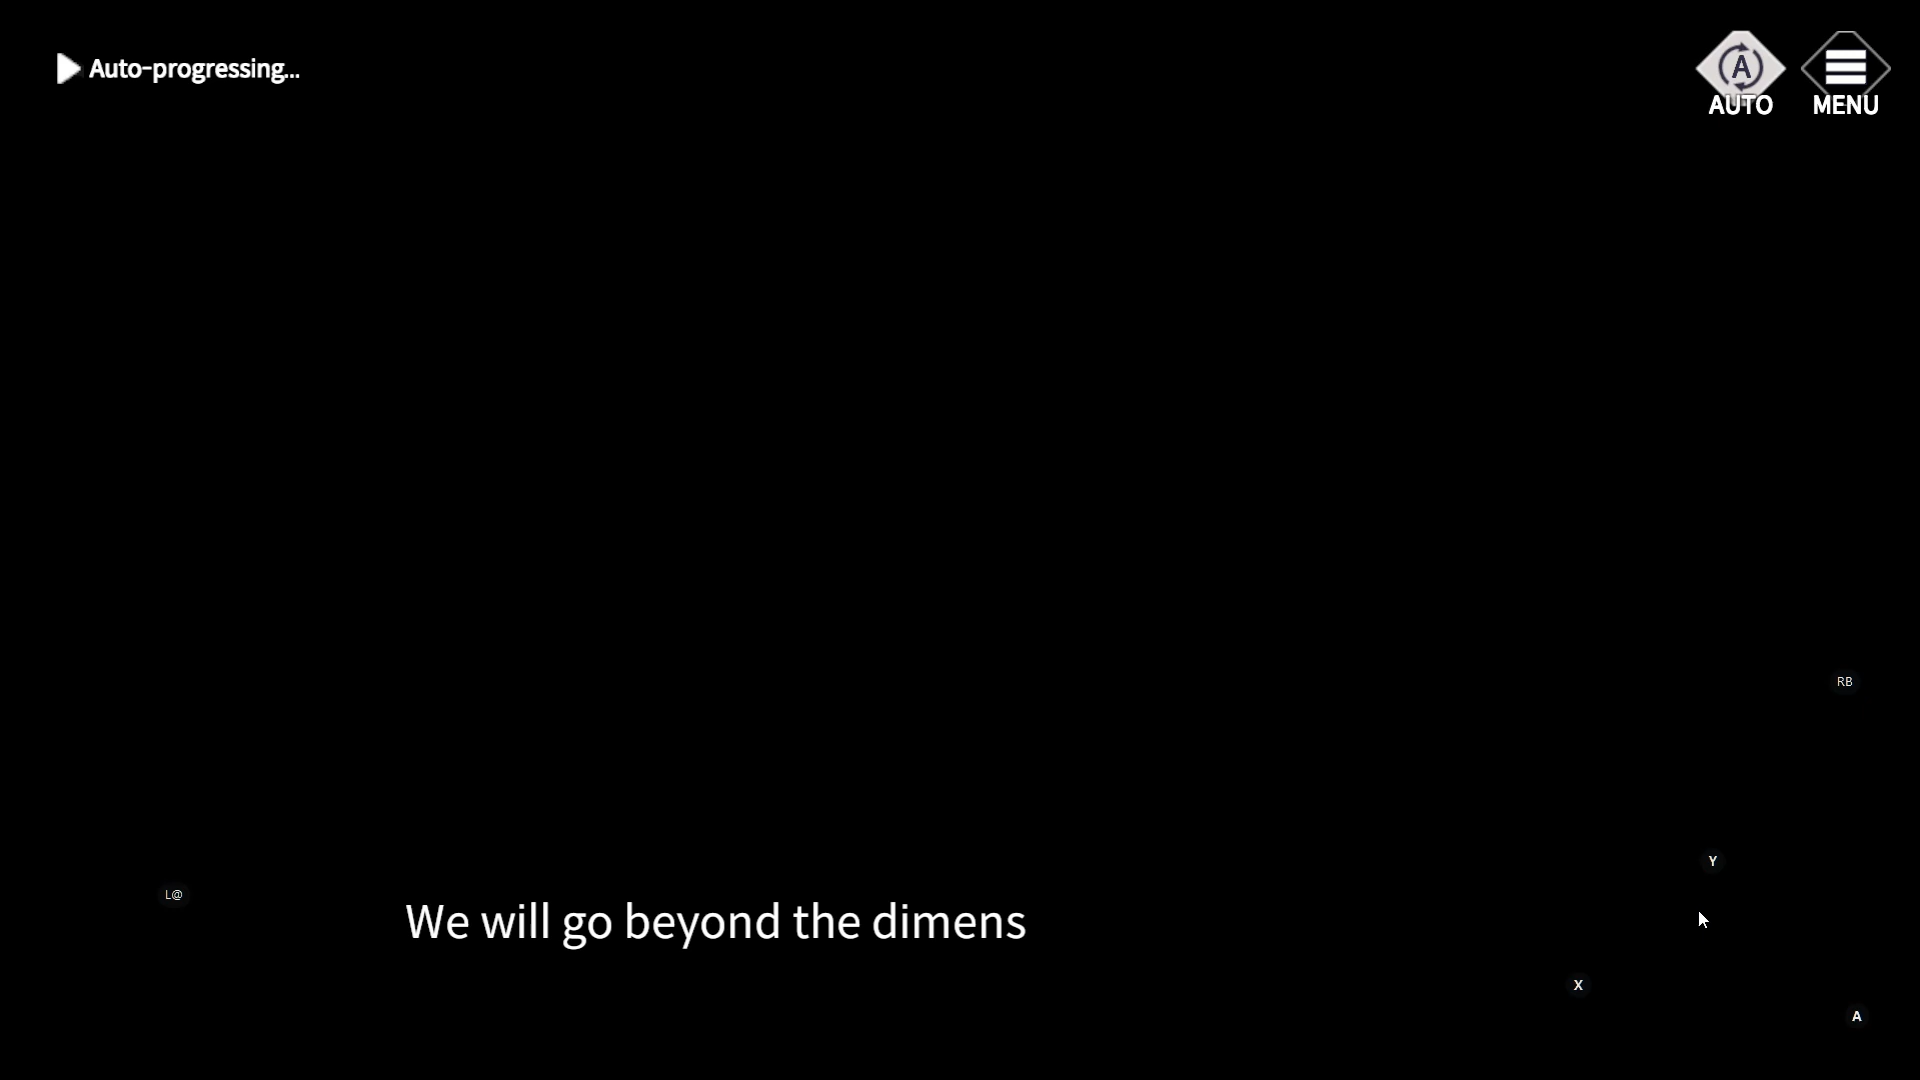 Auto-progressing...
A
AUTO
MENU
RB
Y
L@
We will go beyond the dimens
X
A